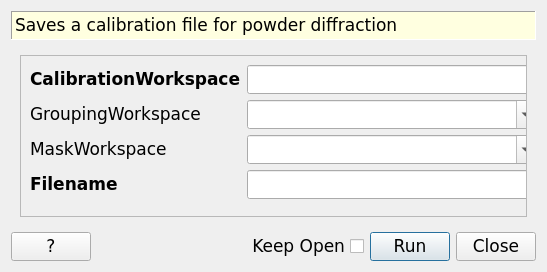 Saves a calibration file for powder diffraction
CalibrationWorkspace
GroupingWorkspace
MaskWorkspace
Filename
? Keep Open Run Close